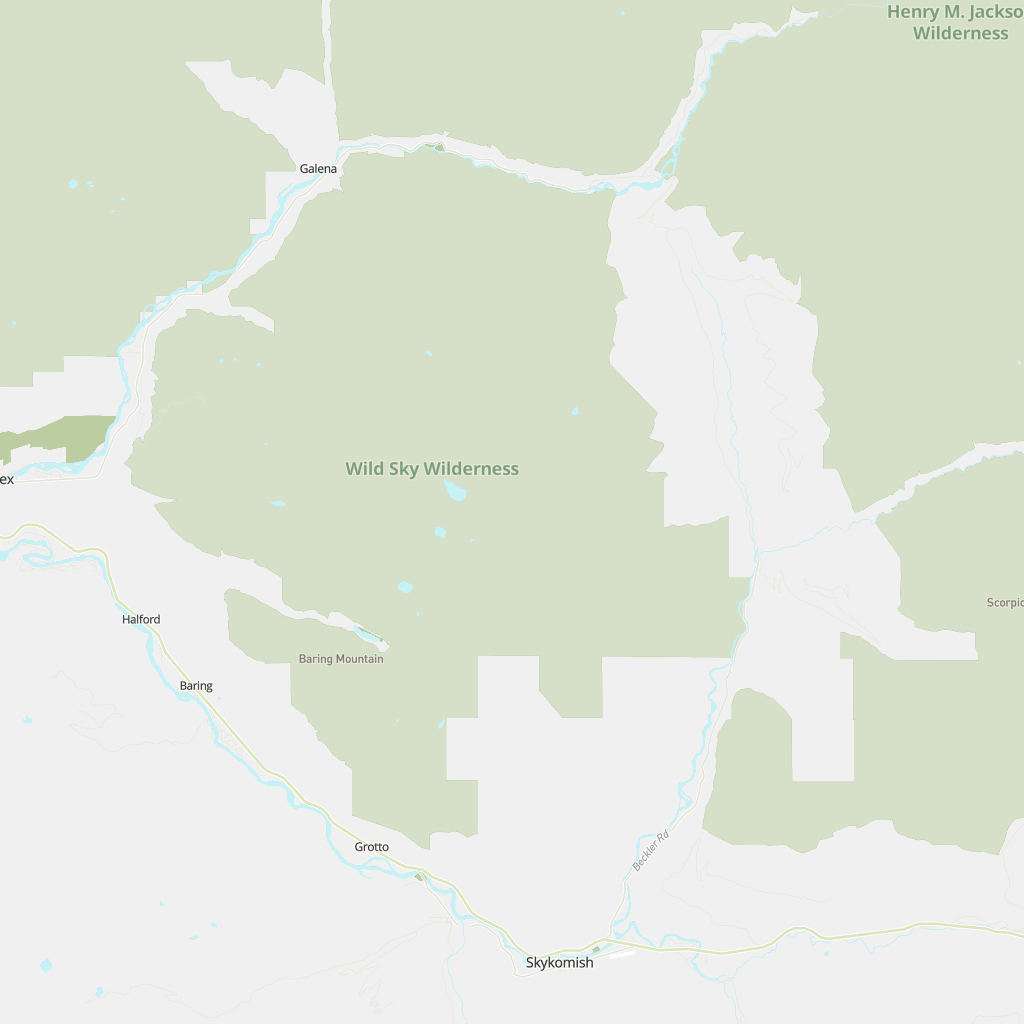 Henry M. Jackso
Wilderness
Galena
Wild Sky Wilderness
ex
Halford
Scorpio
Baring Mountain
Baring
Beckler Rd
Grotto
Skykomish